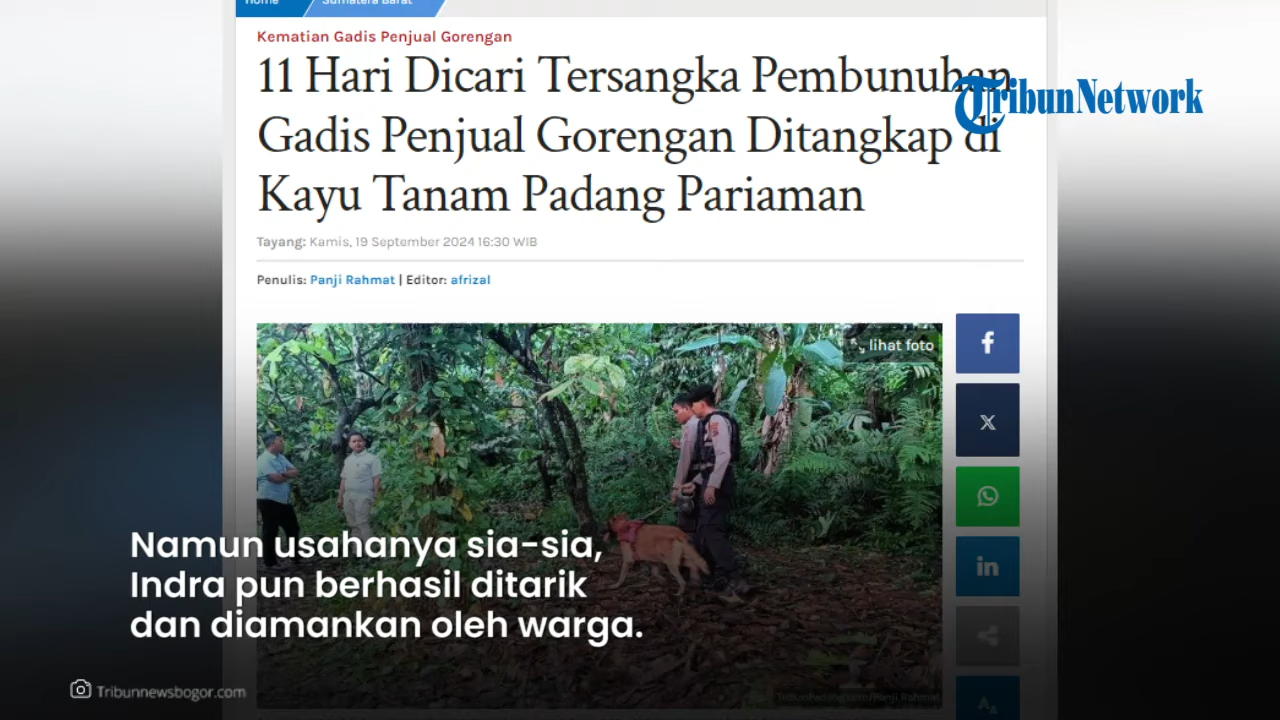 Home
Sumatera Barat
Kematian Gadis Penjual Gorengan
11 Hari Dicari Tersangka Pembunuhan
TribunNetwork
Gadis Penjual Gorengan Ditangkap di
Kayu Tanam Padang Pariaman
Tayang: Kamis, 19 September 2024 16:30 WIB
Penulis: Panji Rahmat | Editor: afrizal
lihat foto
Namun usahanya sia-sia,
Indra pun berhasil ditarik
dan diamankan oleh warga.
Tribunnewsbogor.com